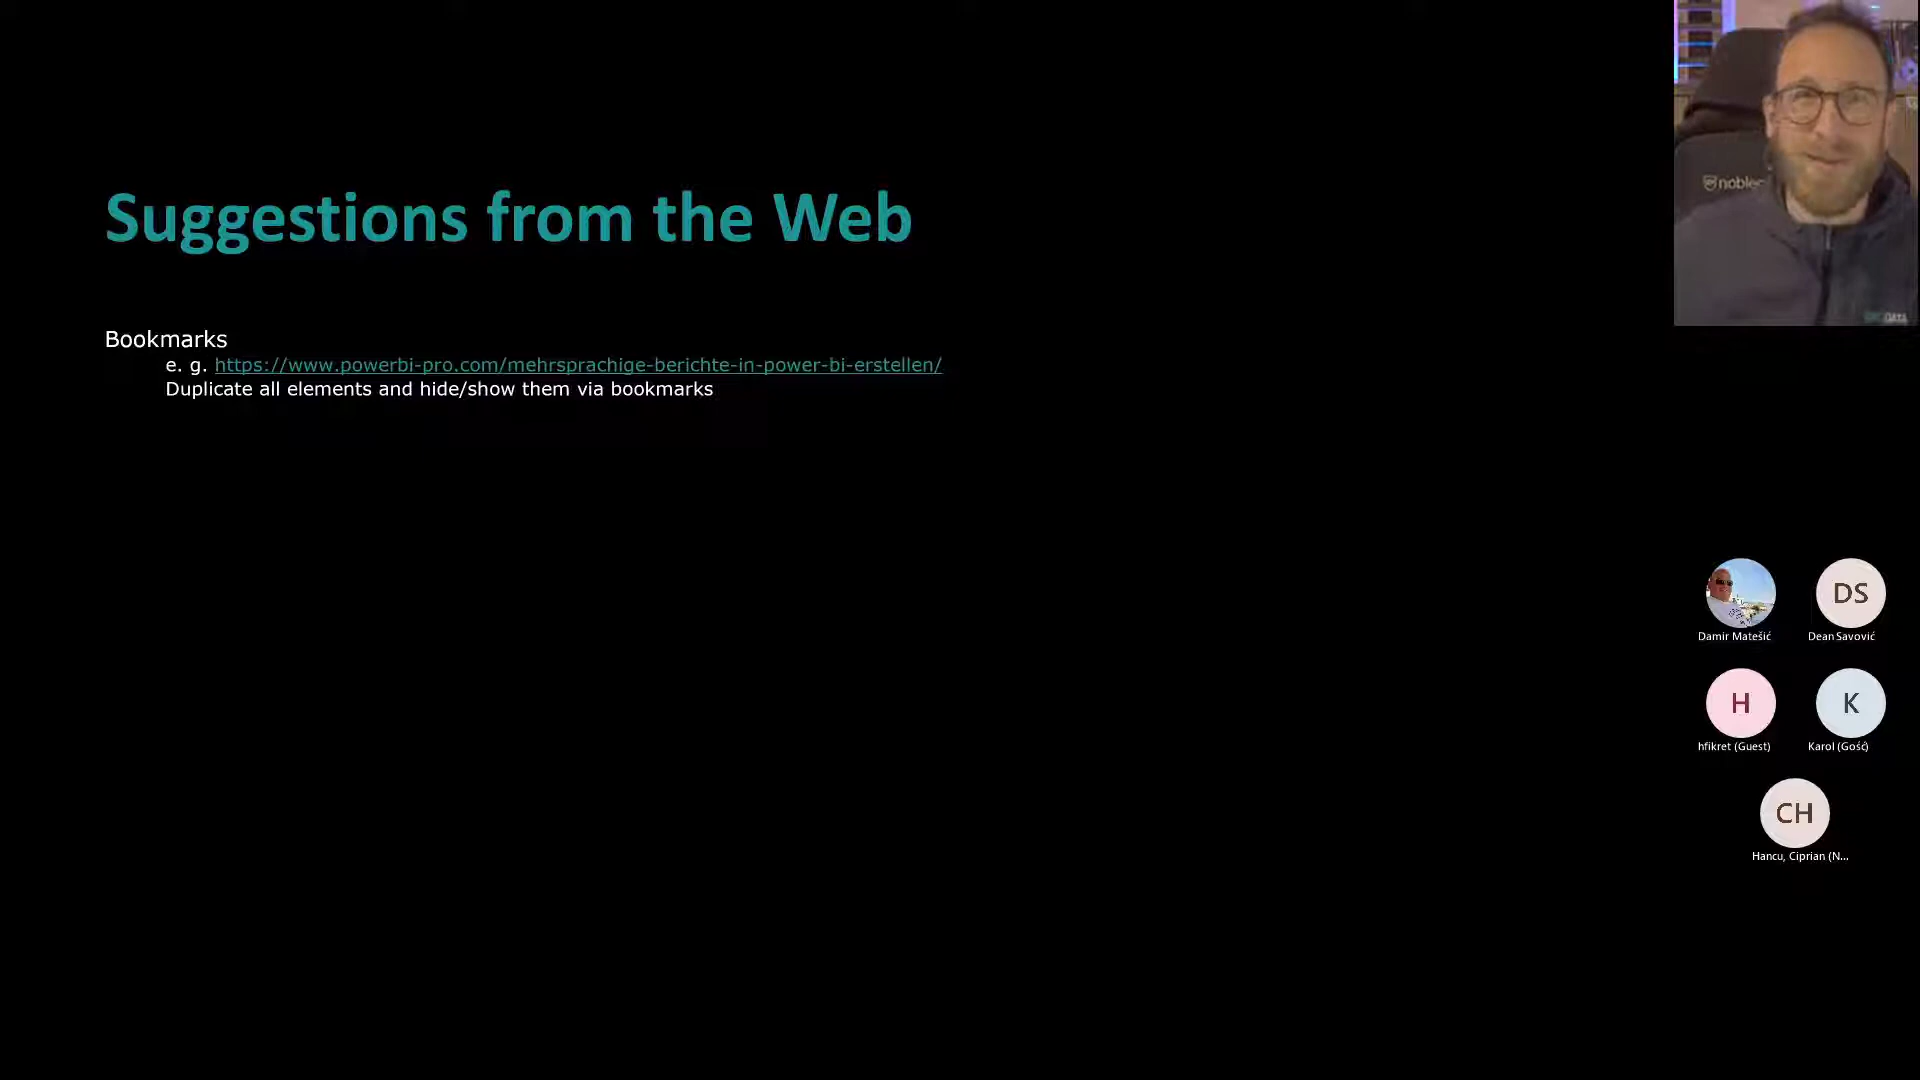 Suggestions from the Web
Bookmarks
e. g. https://www.powerbi-pro.com/mehrsprachige-berichte-in-power-bi-erstellen/
Duplicate all elements and hide/show them via bookmarks
DS
Damir Matešić
Dean Savović
H
K
hfikret (Guest)
Karol (Gość)
CH
Hancu, Ciprian (N...